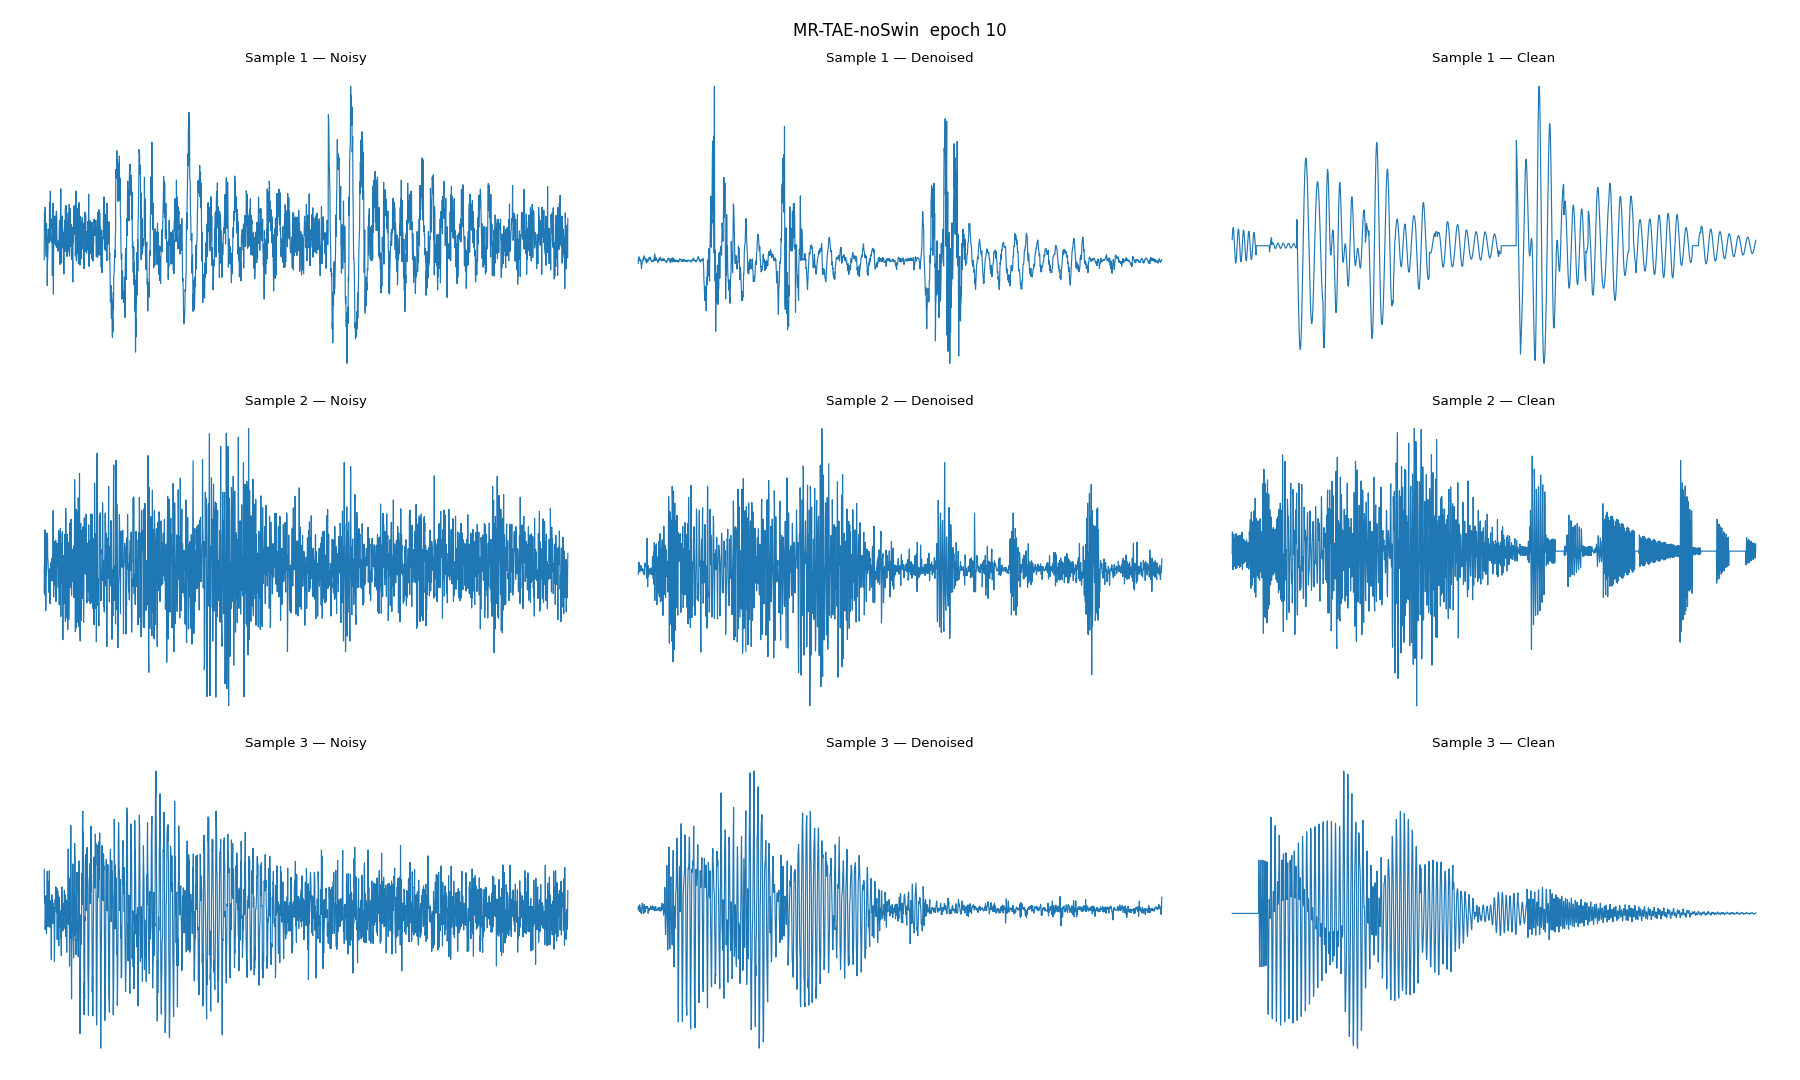 MR-TAE-noSwin  epoch 10
Sample 1 — Noisy
Sample 1 — Denoised
Sample 1 — Clean
Sample 2 — Noisy
Sample 2 — Denoised
Sample 2 — Clean
Sample 3 — Noisy
Sample 3 — Denoised
Sample 3 — Clean